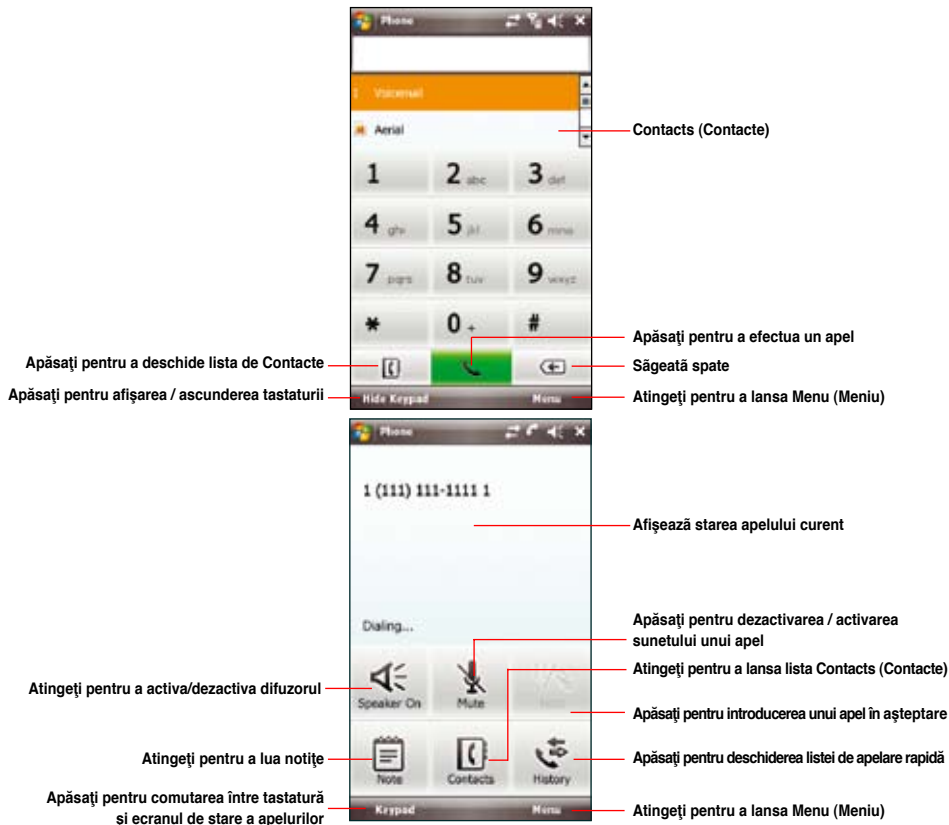 Phone
Voicemail
Aerial
Contacts (Contacte)
1
2 abc
3 def
4 ghi
5 jkl
6 mno
7 pqrs
8 tuv
9 wxyz
*
0 +
#
Apăsaţi pentru a efectua un apel
Apăsaţi pentru a deschide lista de Contacte
Săgeată spate
Apăsaţi pentru afişarea / ascunderea tastaturii
Hide Keypad
Menu
Atingeţi pentru a lansa Menu (Meniu)
Phone
1 (111) 111-1111 1
Afişează starea apelului curent
Dialing...
Apăsaţi pentru dezactivarea / activarea
sunetului unui apel
Atingeţi pentru a lansa lista Contacts (Contacte)
Atingeţi pentru a activa/dezactiva difuzorul
Speaker On
Mute
Hold
Apăsaţi pentru introducerea unui apel în aşteptare
Atingeţi pentru a lua notiţe
Apăsaţi pentru deschiderea listei de apelare rapidă
Note
Contacts
History
Apăsaţi pentru comutarea între tastatură
si ecranul de stare a apelurilor
Keypad
Menu
Atingeţi pentru a lansa Menu (Meniu)